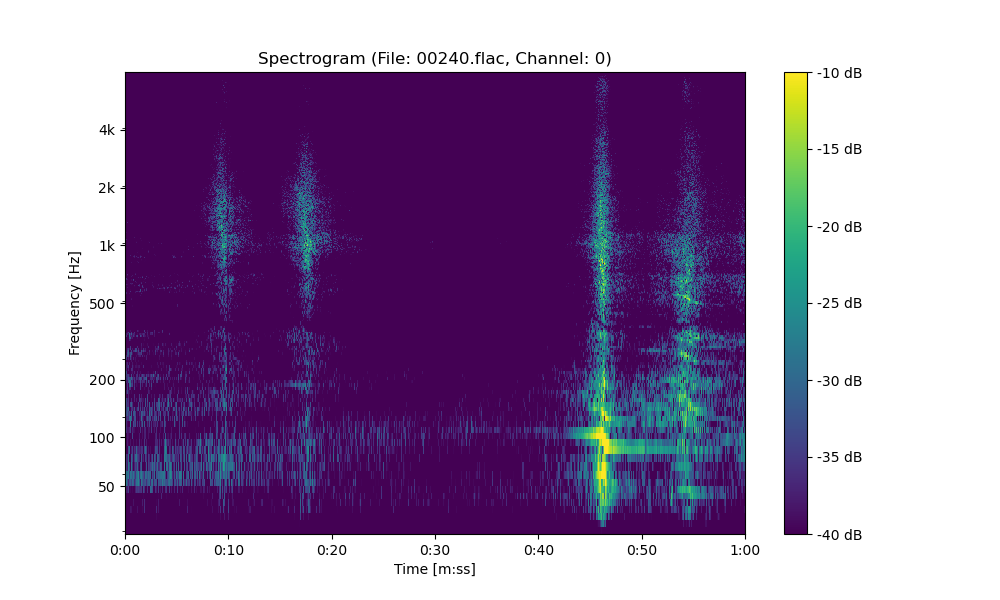 Spectrogram (File: 00240.flac, Channel: 0)
Frequency [Hz]
4k
2k
1k
500
200
100
50
0:00 0:10 0:20 0:30 0:40 0:50 1:00
Time [m:ss]
-10 dB
-15 dB
-20 dB
-25 dB
-30 dB
-35 dB
-40 dB